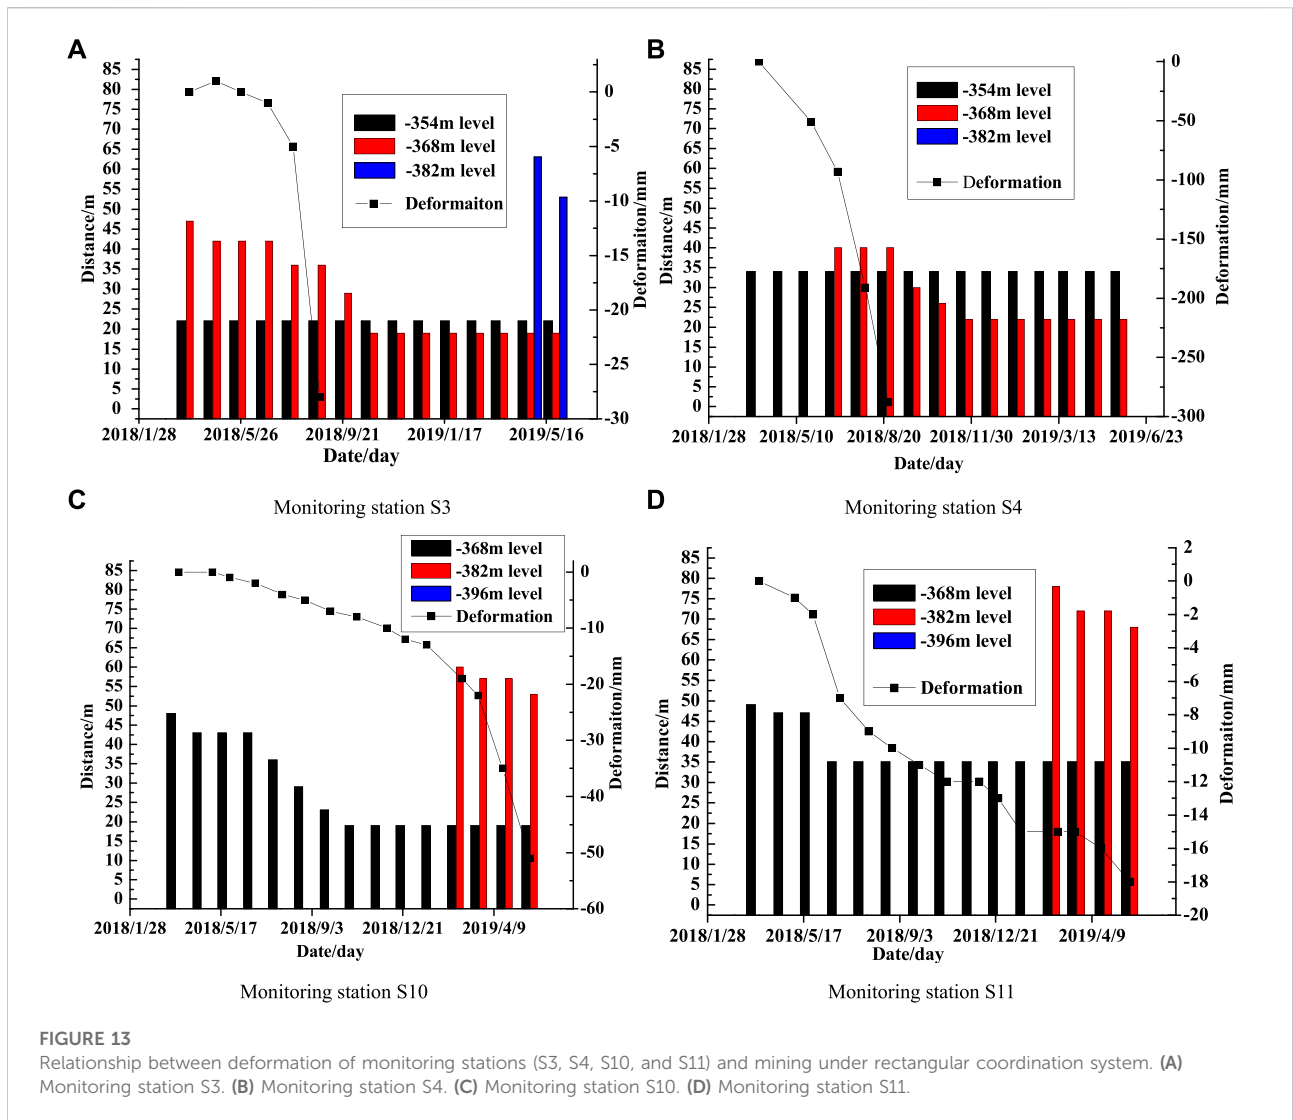 A
85
80
75
70
65
60
55
50
45
40
35
30
25
20
15
10
5
0
Distance/m
-354m level
-368m level
-382m level
Deformaiton
0
-5
-10
-15
-20
-25
-30
Deformaiton/mm
2018/1/28 2018/5/26 2018/9/21 2019/1/17 2019/5/16
Date/day
Monitoring station S3
B
85
80
75
70
65
60
55
50
45
40
35
30
25
20
15
10
5
0
Distance/m
-354m level
-368m level
-382m level
Deformation
0
-50
-100
-150
-200
-250
-300
Deformation/mm
2018/1/28 2018/5/10 2018/8/20 2018/11/30 2019/3/13 2019/6/23
Date/day
Monitoring station S4
C
85
80
75
70
65
60
55
50
45
40
35
30
25
20
15
10
5
0
Distance/m
-368m level
-382m level
-396m level
Deformation
0
-10
-20
-30
-40
-50
-60
Deformaiton/mm
2018/1/28 2018/5/17 2018/9/3 2018/12/21 2019/4/9
Date/day
Monitoring station S10
D
85
80
75
70
65
60
55
50
45
40
35
30
25
20
15
10
5
0
Distance/m
-368m level
-382m level
-396m level
Deformation
2
0
-2
-4
-6
-8
-10
-12
-14
-16
-18
-20
Deformaiton/mm
2018/1/28 2018/5/17 2018/9/3 2018/12/21 2019/4/9
Date/day
Monitoring station S11
FIGURE 13
Relationship between deformation of monitoring stations (S3, S4, S10, and S11) and mining under rectangular coordination system. (A)
Monitoring station S3. (B) Monitoring station S4. (C) Monitoring station S10. (D) Monitoring station S11.